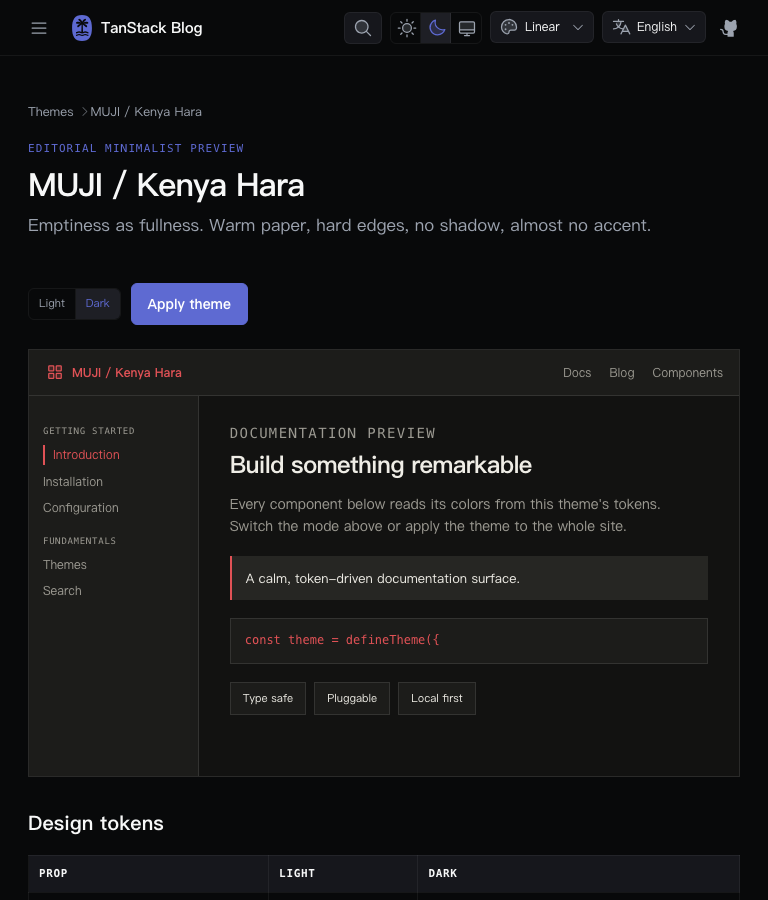 TanStack Blog
Linear
English
Themes
MUJI / Kenya Hara
EDITORIAL MINIMALIST PREVIEW
MUJI / Kenya Hara
Emptiness as fullness. Warm paper, hard edges, no shadow, almost no accent.
Light
Dark
Apply theme
MUJI / Kenya Hara
Docs
Blog
Components
GETTING STARTED
Introduction
Installation
Configuration
FUNDAMENTALS
Themes
Search
DOCUMENTATION PREVIEW
Build something remarkable
Every component below reads its colors from this theme's tokens.
Switch the mode above or apply the theme to the whole site.
A calm, token-driven documentation surface.
const theme = defineTheme({
Type safe
Pluggable
Local first
Design tokens
PROP
LIGHT
DARK